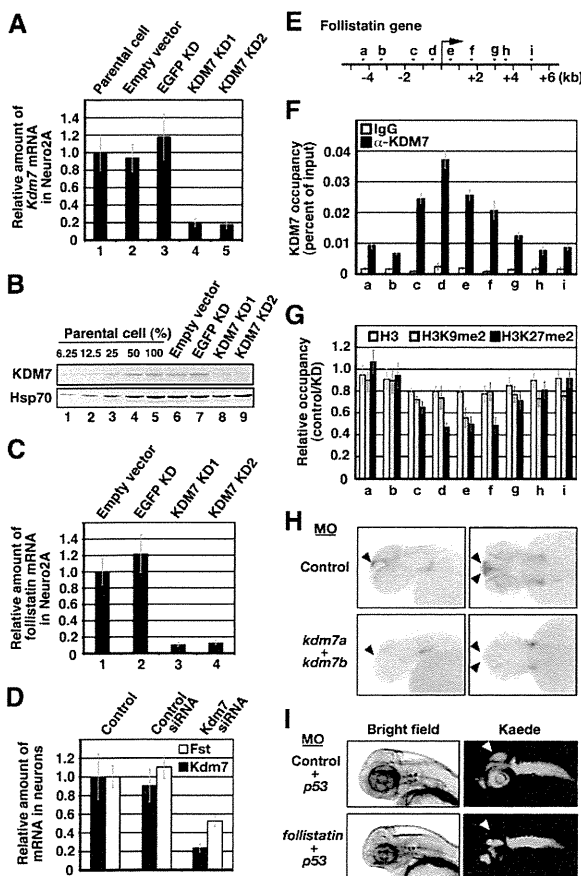 A
Parental cell
Empty vector
EGFP KD
KDM7 KD1
KDM7 KD2
Relative amount of
Kdm7 mRNA
in Neuro2A
1.4
1.2
1.0
0.8
0.6
0.4
0.2
0
1 2 3 4 5
B
Parental cell (%)
6.25 12.5 25 50 100
Empty vector
EGFP KD
KDM7 KD1
KDM7 KD2
KDM7
Hsp70
1 2 3 4 5 6 7 8 9
C
Empty vector
EGFP KD
KDM7 KD1
KDM7 KD2
Relative amount of
follistatin mRNA
in Neuro2A
1.4
1.2
1.0
0.8
0.6
0.4
0.2
0
1 2 3 4
D
Control
Control siRNA
Kdm7 siRNA
Fst
Kdm7
Relative amount of
mRNA in neurons
1.2
1.0
0.8
0.6
0.4
0.2
0
E
Follistatin gene
a b c d e f g h i
-4 -2 +2 +4 +6 (kb)
F
IgG
α-KDM7
KDM7 occupancy
(percent of input)
0.04
0.03
0.02
0.01
0
a b c d e f g h i
G
H3 H3K9me2 H3K27me2
Relative occupancy
(control/KD)
1.2
1.0
0.8
0.6
0.4
0.2
0
a b c d e f g h i
H
MO
Control
kdm7a
+
kdm7b
I
Bright field Kaede
MO
Control
+
p53
follistatin
+
p53